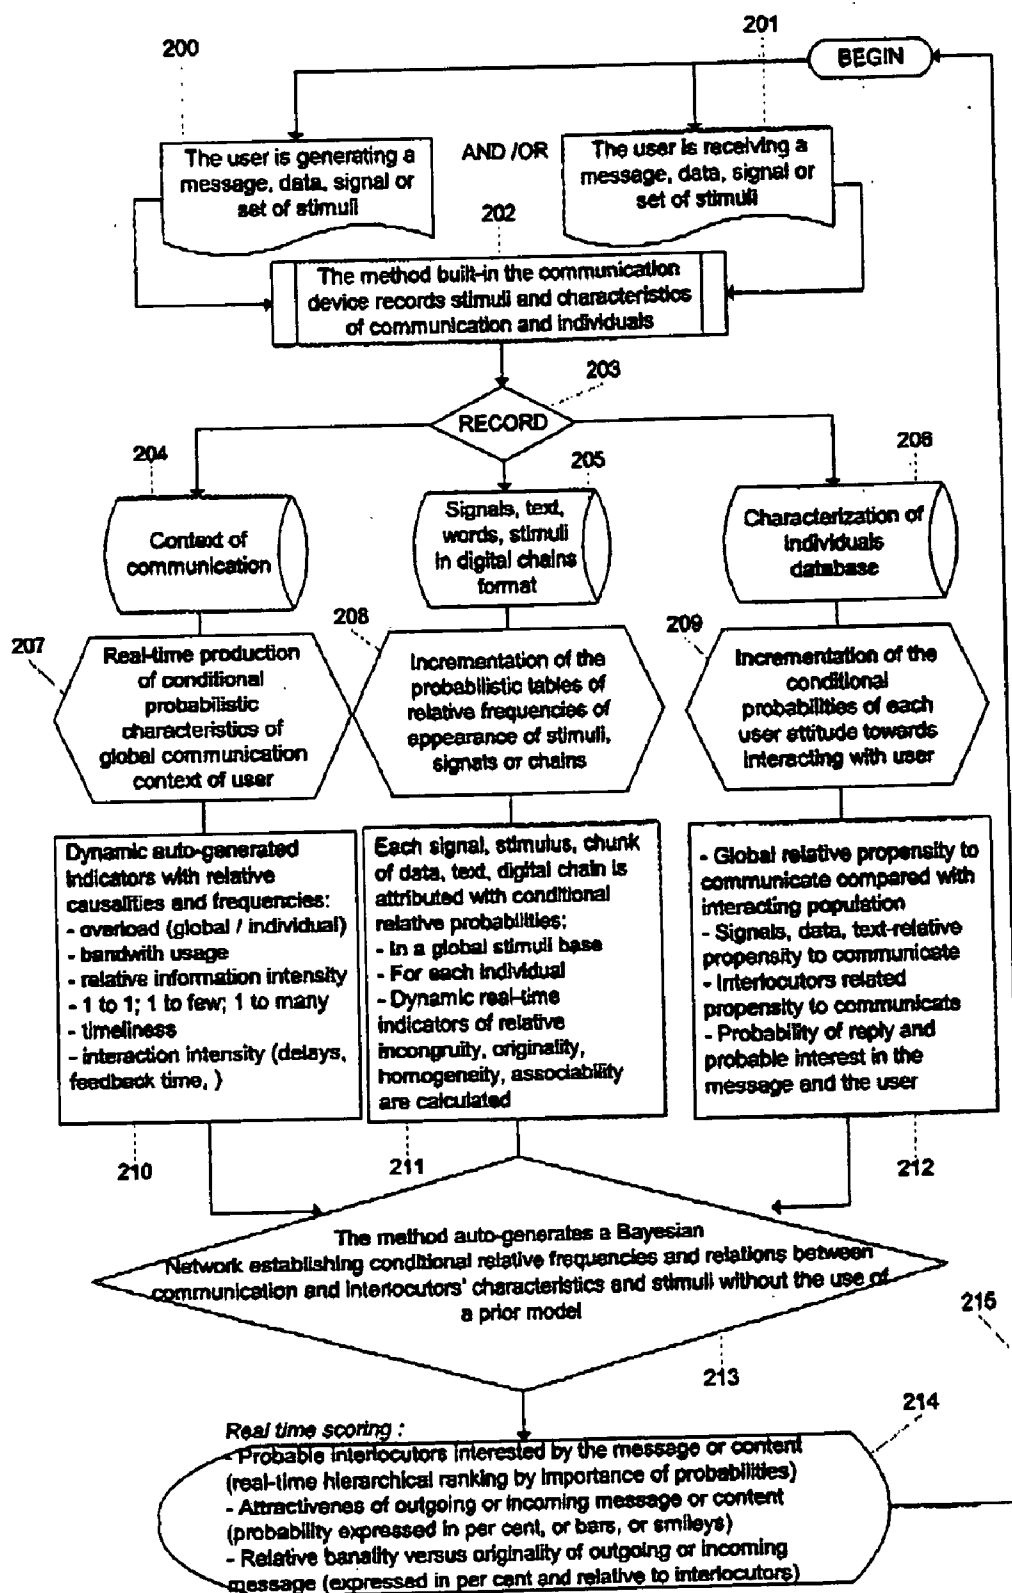 200
201
BEGIN
The user is generating a
message, data, signal or
set of stimuli
AND /OR
The user is receiving a
message, data, signal or
set of stimuli
202
The method built-in the communication
device records stimuli and characteristics
of communication and individuals
203
RECORD
204
205
206
Context of
communication
Signals, text,
words, stimuli
in digital chains
format
Characterization of
individuals
database
207
208
209
Real-time production
of conditional
probabilistic
characteristics of
global communication
context of user
Incrementation of the
probabilistic tables of
relative frequencies of
appearance of stimuli,
signals or chains
Incrementation of the
conditional
probabilities of each
user attitude towards
interacting with user
Dynamic auto-generated
indicators with relative
causalities and frequencies:
- overload (global / individual)
- bandwith usage
- relative information intensity
- 1 to 1; 1 to few; 1 to many
- timeliness
- interaction intensity (delays,
feedback time, )
Each signal, stimulus, chunk
of data, text, digital chain is
attributed with conditional
relative probabilities:
- In a global stimuli base
- For each individual
- Dynamic real-time
indicators of relative
incongruity, originality,
homogeneity, associability
are calculated
- Global relative propensity to
communicate compared with
interacting population
- Signals, data, text-relative
propensity to communicate
- Interlocutors related
propensity to communicate
- Probability of reply and
probable interest in the
message and the user
210
211
212
The method auto-generates a Bayesian
Network establishing conditional relative frequencies and relations between
communication and interlocutors' characteristics and stimuli without the use of
a prior model
213
215
214
Real time scoring :
- Probable interlocutors interested by the message or content
(real-time hierarchical ranking by importance of probabilities)
- Attractivenes of outgoing or incoming message or content
(probability expressed in per cent, or bars, or smileys)
- Relative banality versus originality of outgoing or incoming
message (expressed in per cent and relative to interlocutors)